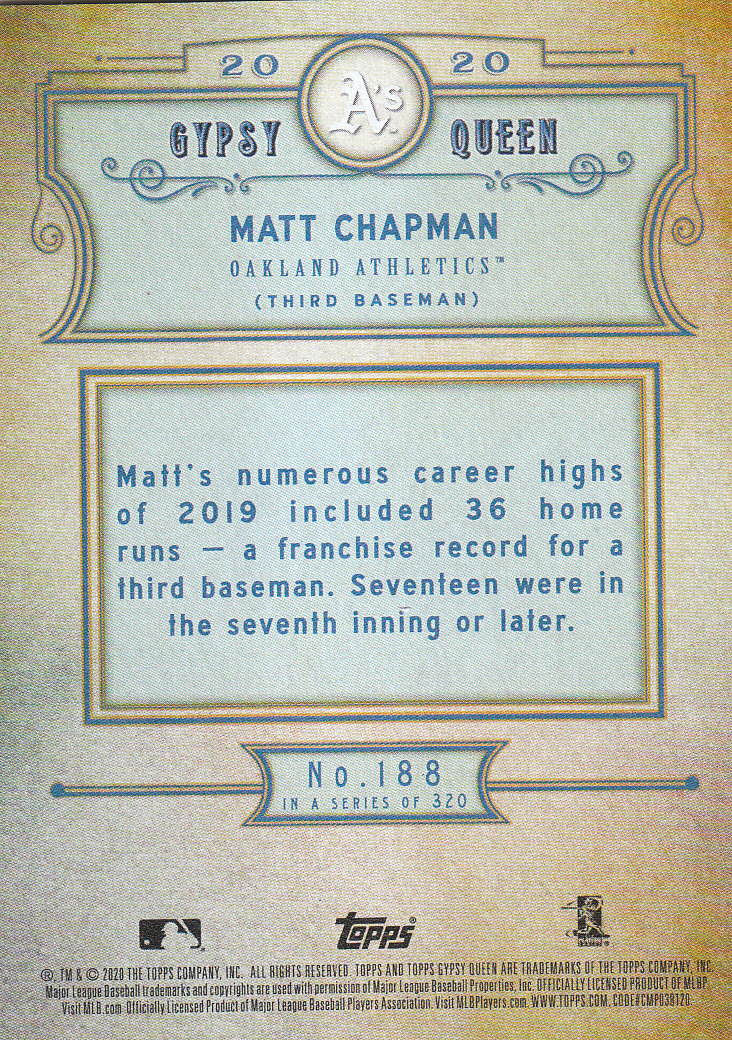 2020
A's
GYPSY QUEEN
MATT CHAPMAN
OAKLAND ATHLETICS™
(THIRD BASEMAN)
Matt's numerous career highs
of 2019 included 36 home
runs — a franchise record for a
third baseman. Seventeen were in
the seventh inning or later.
No.188
IN A SERIES OF 320
Topps®
®, TM & © 2020 THE TOPPS COMPANY, INC. ALL RIGHTS RESERVED. TOPPS AND TOPPS GYPSY QUEEN ARE TRADEMARKS OF THE TOPPS COMPANY, INC.
Major League Baseball trademarks and copyrights are used with permission of Major League Baseball Properties, Inc. OFFICIALLY LICENSED PRODUCT OF MLBP.
Visit MLB.com Officially Licensed Product of Major League Baseball Players Association. Visit MLBPlayers.com. WWW.TOPPS.COM. CODE#CMP038120